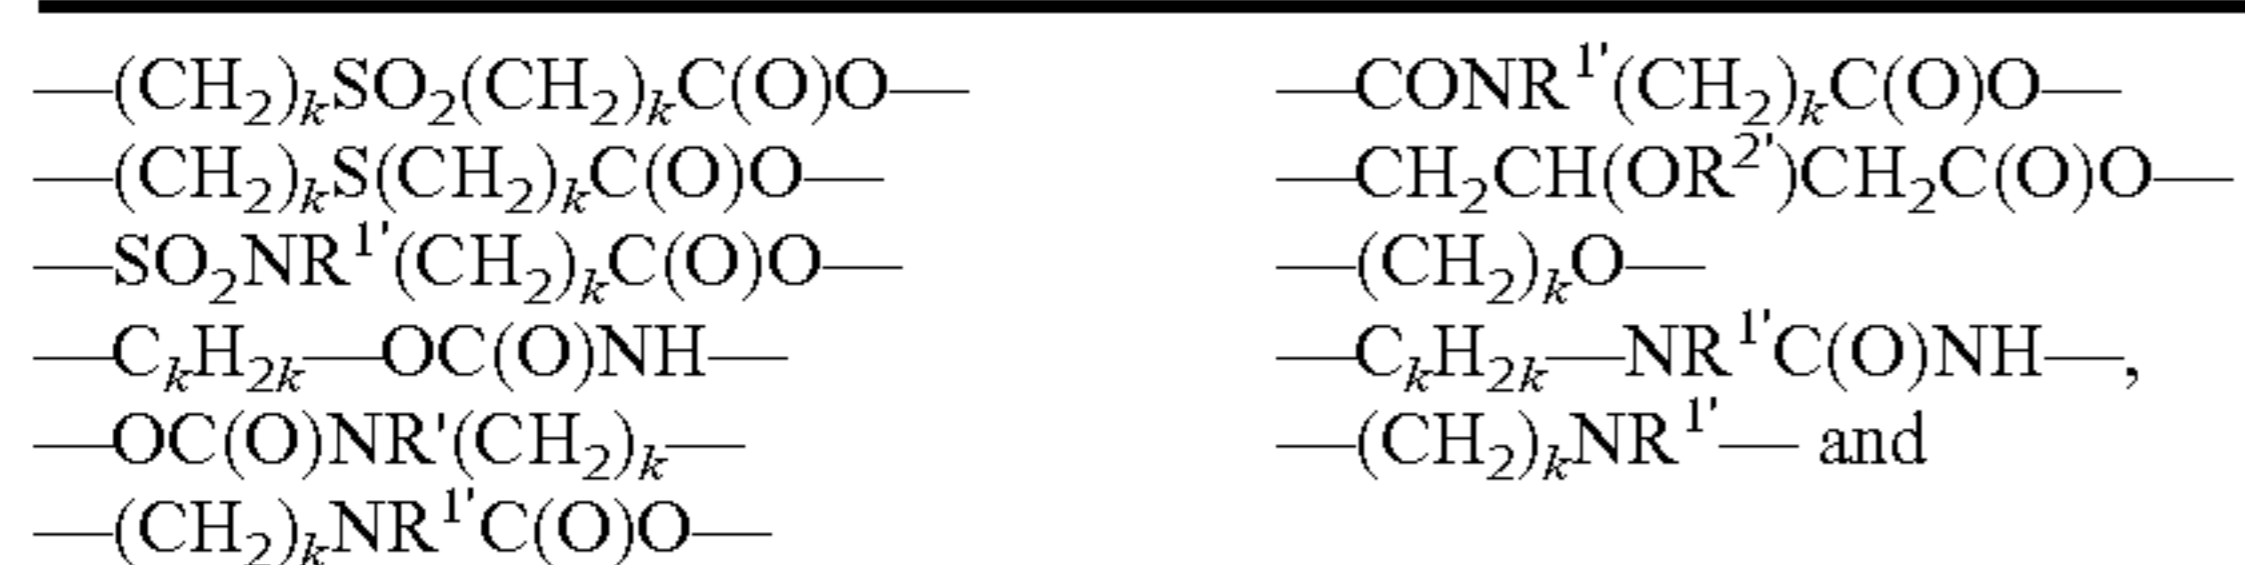 —(CH₂)ₖSO₂(CH₂)ₖC(O)O— —CONR¹'(CH₂)ₖC(O)O—
—(CH₂)ₖS(CH₂)ₖC(O)O— —CH₂CH(OR²')CH₂C(O)O—
—SO₂NR¹'(CH₂)ₖC(O)O— —(CH₂)ₖO—
—CₖH₂ₖ—OC(O)NH— —CₖH₂ₖ—NR¹'C(O)NH—,
—OC(O)NR'(CH₂)ₖ— —(CH₂)ₖNR¹'— and
—(CH₂)ₖNR¹'C(O)O—